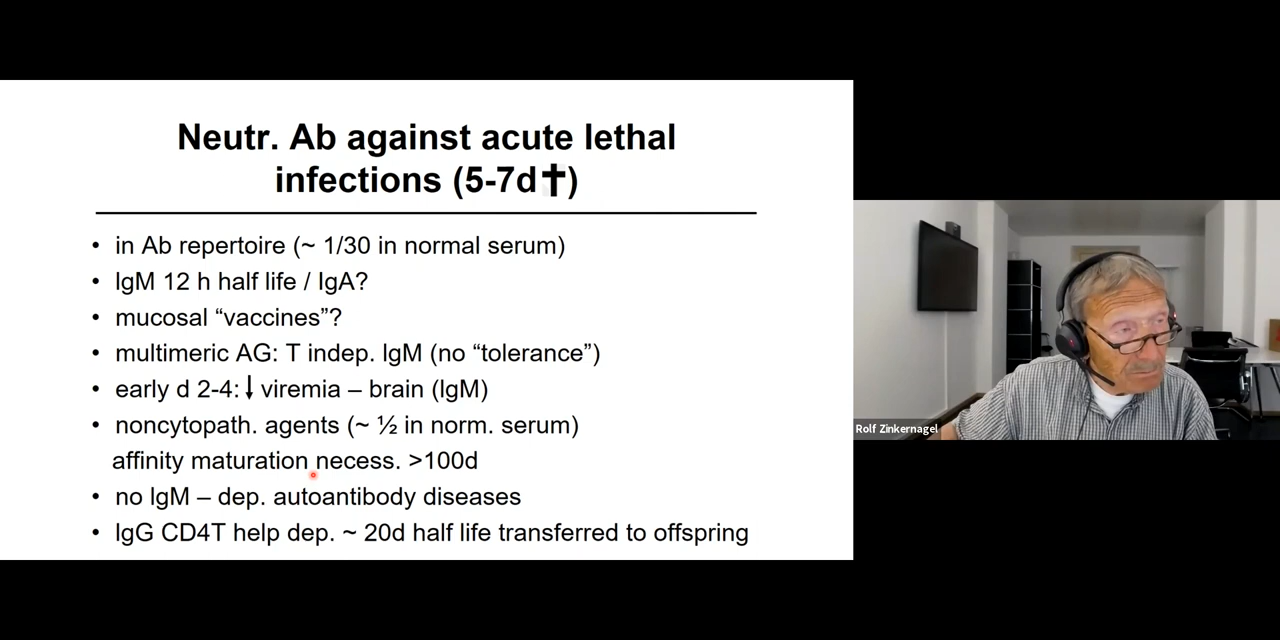 Neutr. Ab against acute lethal
infections (5-7d✝)
• in Ab repertoire (~ 1/30 in normal serum)
• IgM 12 h half life / IgA?
• mucosal “vaccines”?
• multimeric AG: T indep. IgM (no “tolerance”)
• early d 2-4:↓ viremia – brain (IgM)
• noncytopath. agents (~ ½ in norm. serum)
affinity maturation necess. >100d
• no IgM – dep. autoantibody diseases
• IgG CD4T help dep. ~ 20d half life transferred to offspring
Rolf Zinkernagel